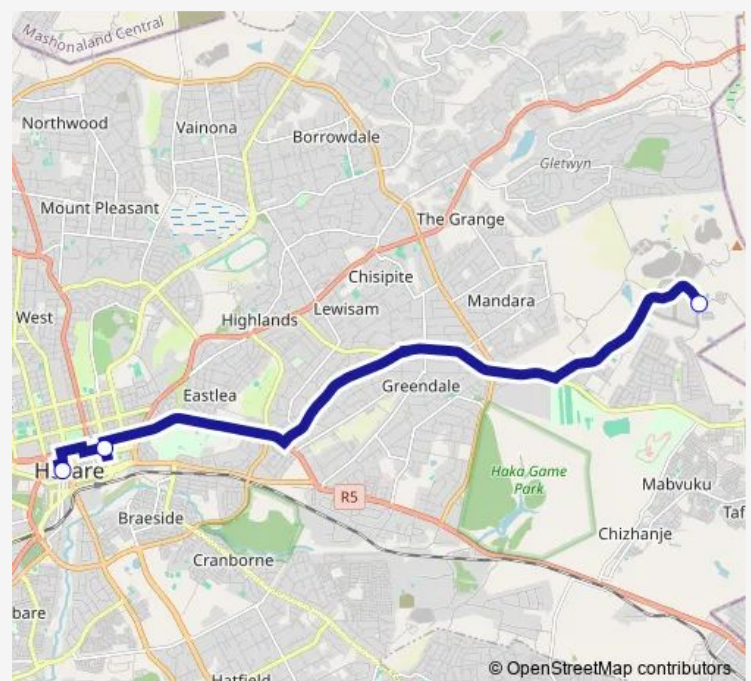 Mashonaland Central
Northwood
Vainona
Borrowdale
Gletwyn
Mount Pleasant
The Grange
Chisipite
Mandara
West
Highlands
Lewisam
Eastlea
Greendale
Haka Game
Park
R5
Mabvuku
Taf
Braeside
Chizhanje
Cranborne
bare
Hatfield
© OpenStreetMap contributors